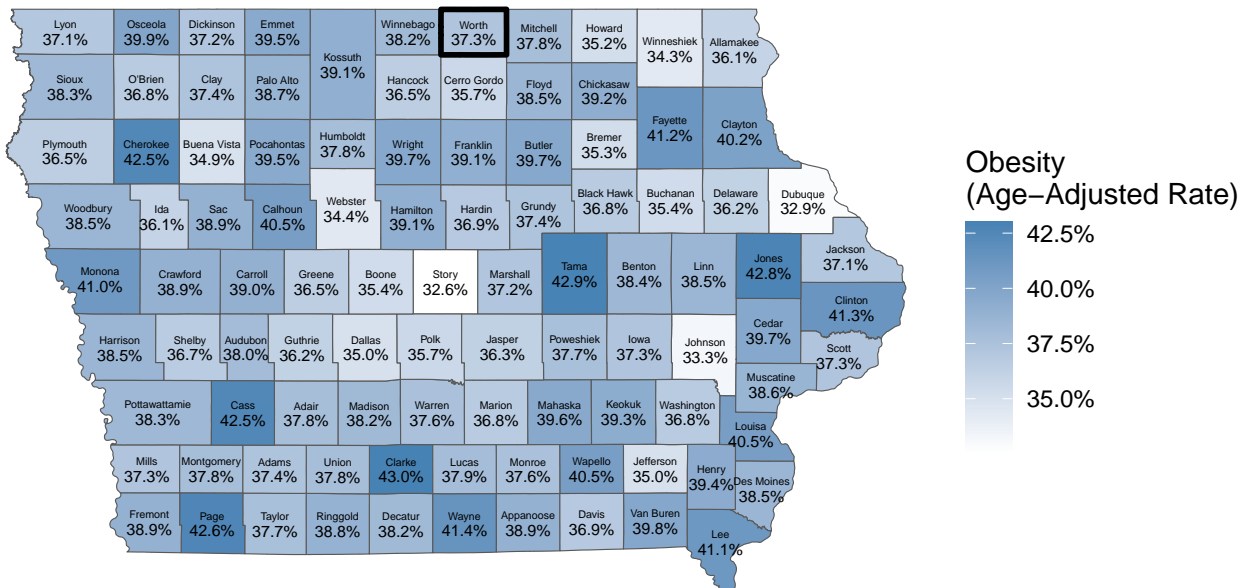 Lyon
37.1%
Osceola
39.9%
Dickinson
37.2%
Emmet
39.5%
Winnebago
38.2%
Worth
37.3%
Mitchell
37.8%
Howard
35.2%
Winneshiek
34.3%
Allamakee
36.1%
Kossuth
39.1%
Sioux
38.3%
O'Brien
36.8%
Clay
37.4%
Palo Alto
38.7%
Hancock
36.5%
Cerro Gordo
35.7%
Floyd
38.5%
Chickasaw
39.2%
Fayette
41.2%
Clayton
40.2%
Plymouth
36.5%
Cherokee
42.5%
Buena Vista
34.9%
Pocahontas
39.5%
Humboldt
37.8%
Wright
39.7%
Franklin
39.1%
Butler
39.7%
Bremer
35.3%
Woodbury
38.5%
Ida
36.1%
Sac
38.9%
Calhoun
40.5%
Webster
34.4%
Hamilton
39.1%
Hardin
36.9%
Grundy
37.4%
Black Hawk
36.8%
Buchanan
35.4%
Delaware
36.2%
Dubuque
32.9%
Monona
41.0%
Crawford
38.9%
Carroll
39.0%
Greene
36.5%
Boone
35.4%
Story
32.6%
Marshall
37.2%
Tama
42.9%
Benton
38.4%
Linn
38.5%
Jones
42.8%
Jackson
37.1%
Clinton
41.3%
Harrison
38.5%
Shelby
36.7%
Audubon
38.0%
Guthrie
36.2%
Dallas
35.0%
Polk
35.7%
Jasper
36.3%
Poweshiek
37.7%
Iowa
37.3%
Johnson
33.3%
Cedar
39.7%
Scott
37.3%
Muscatine
38.6%
Pottawattamie
38.3%
Cass
42.5%
Adair
37.8%
Madison
38.2%
Warren
37.6%
Marion
36.8%
Mahaska
39.6%
Keokuk
39.3%
Washington
36.8%
Louisa
40.5%
Mills
37.3%
Montgomery
37.8%
Adams
37.4%
Union
37.8%
Clarke
43.0%
Lucas
37.9%
Monroe
37.6%
Wapello
40.5%
Jefferson
35.0%
Henry
39.4%
Des Moines
38.5%
Fremont
38.9%
Page
42.6%
Taylor
37.7%
Ringgold
38.8%
Decatur
38.2%
Wayne
41.4%
Appanoose
38.9%
Davis
36.9%
Van Buren
39.8%
Lee
41.1%
Obesity
(Age−Adjusted Rate)
42.5%
40.0%
37.5%
35.0%